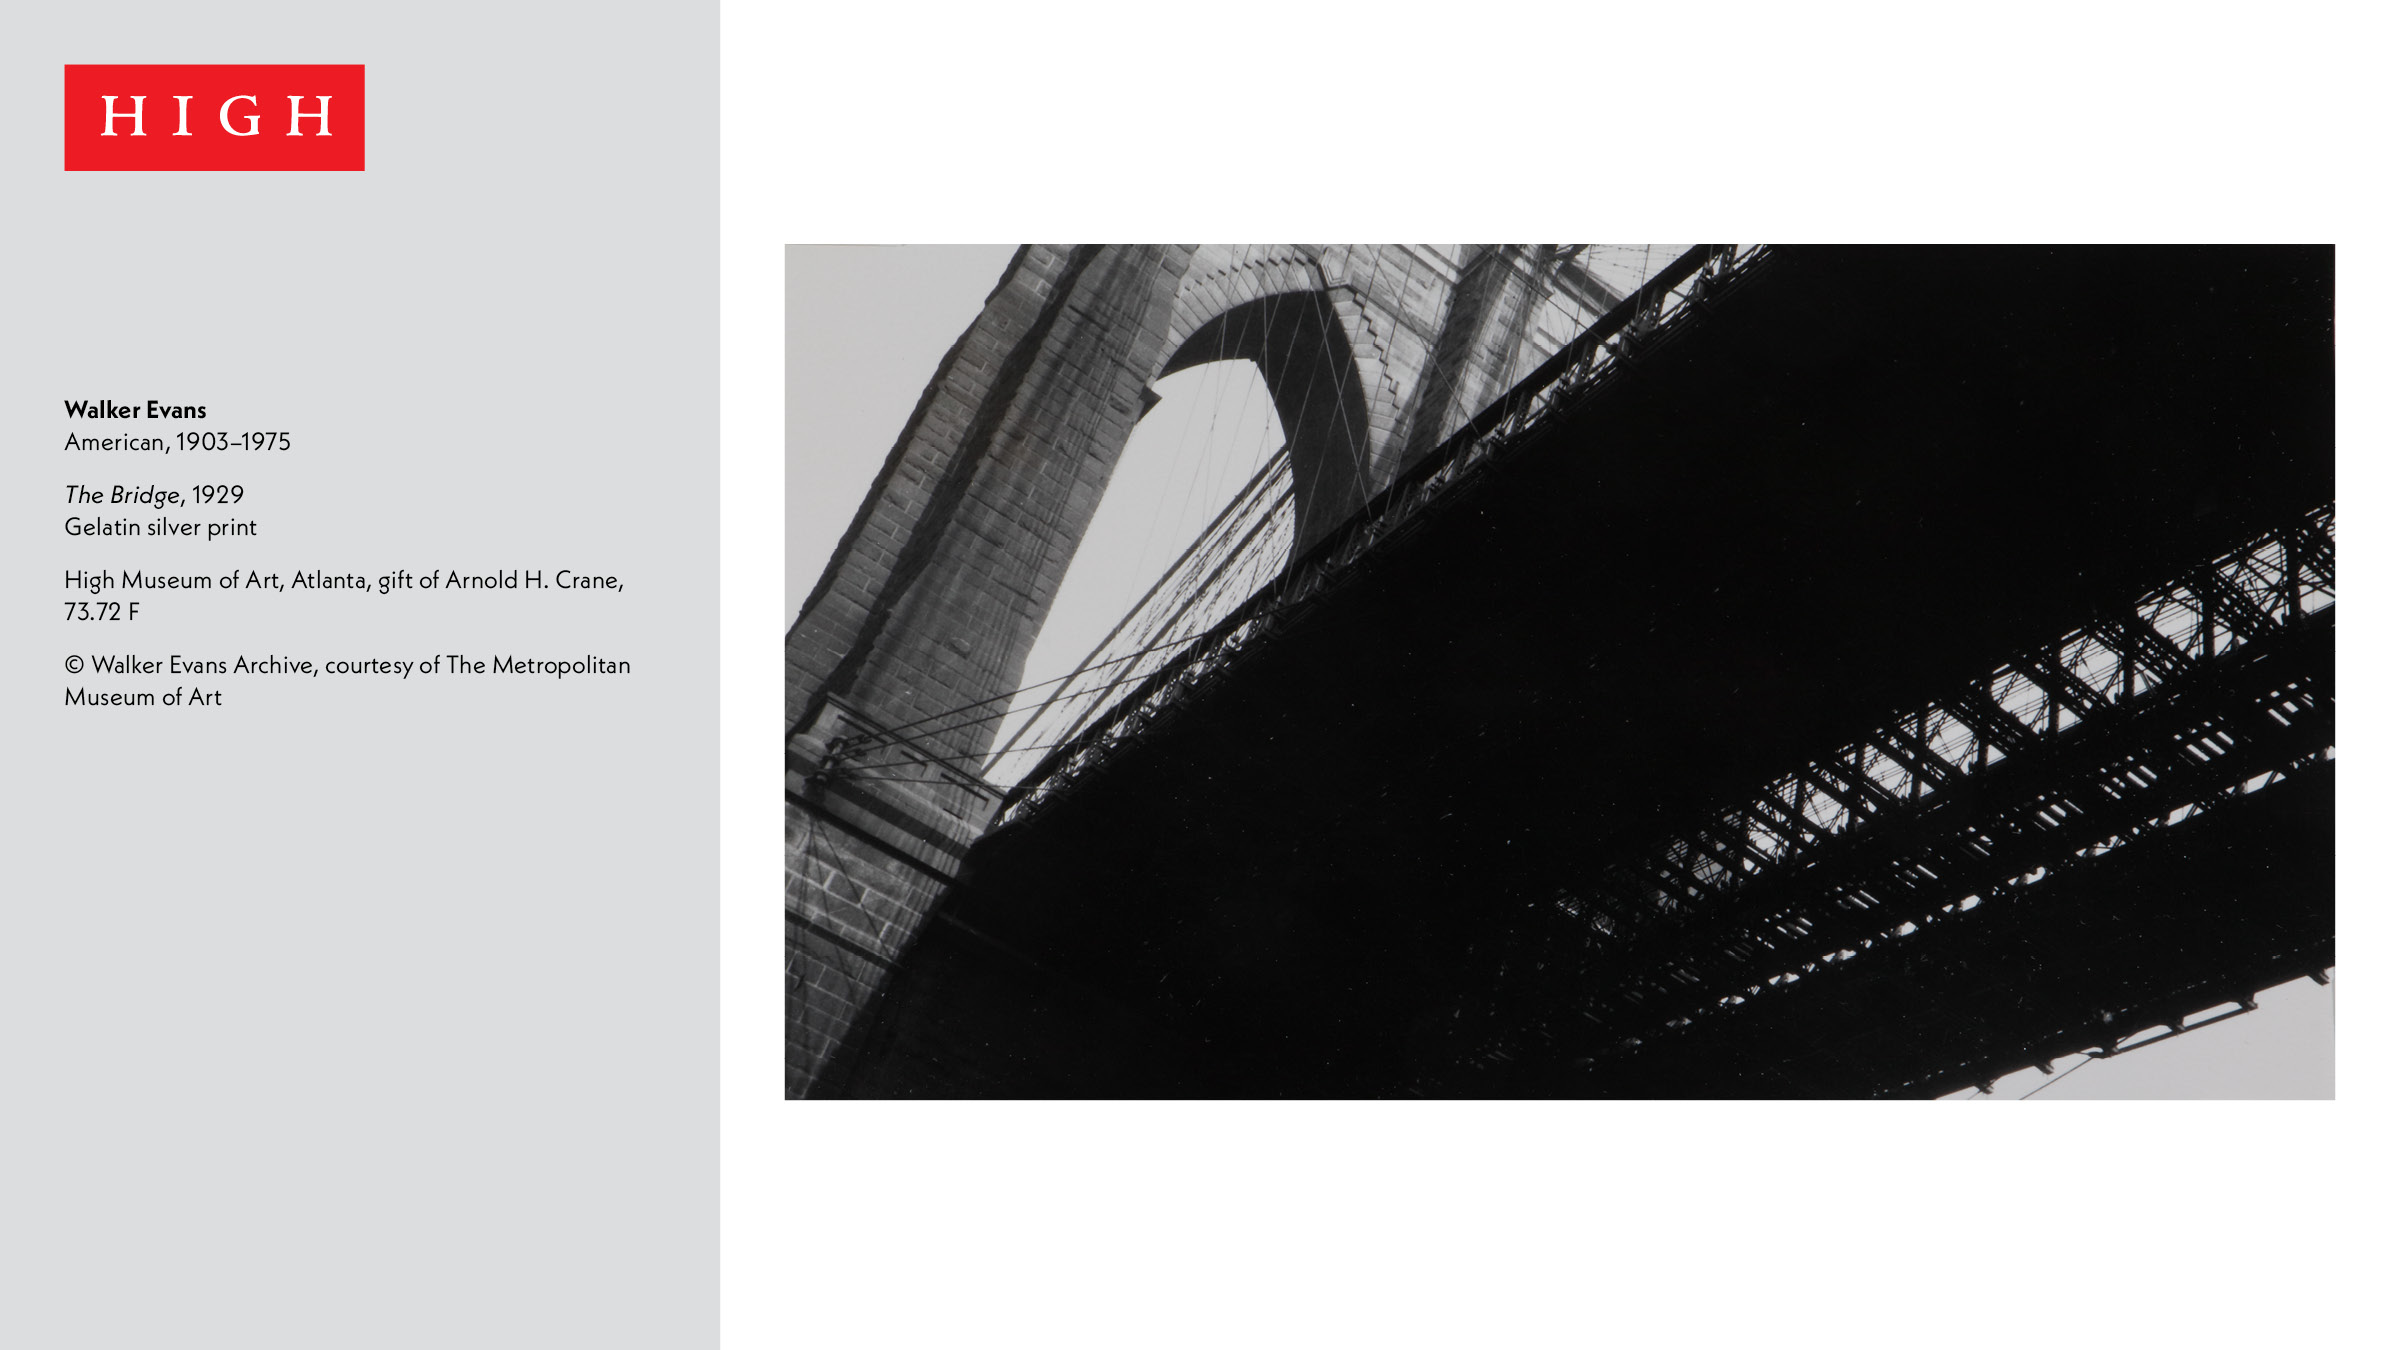 HIGH
Walker Evans
American, 1903–1975
The Bridge, 1929
Gelatin silver print
High Museum of Art, Atlanta, gift of Arnold H. Crane,
73.72 F
© Walker Evans Archive, courtesy of The Metropolitan
Museum of Art